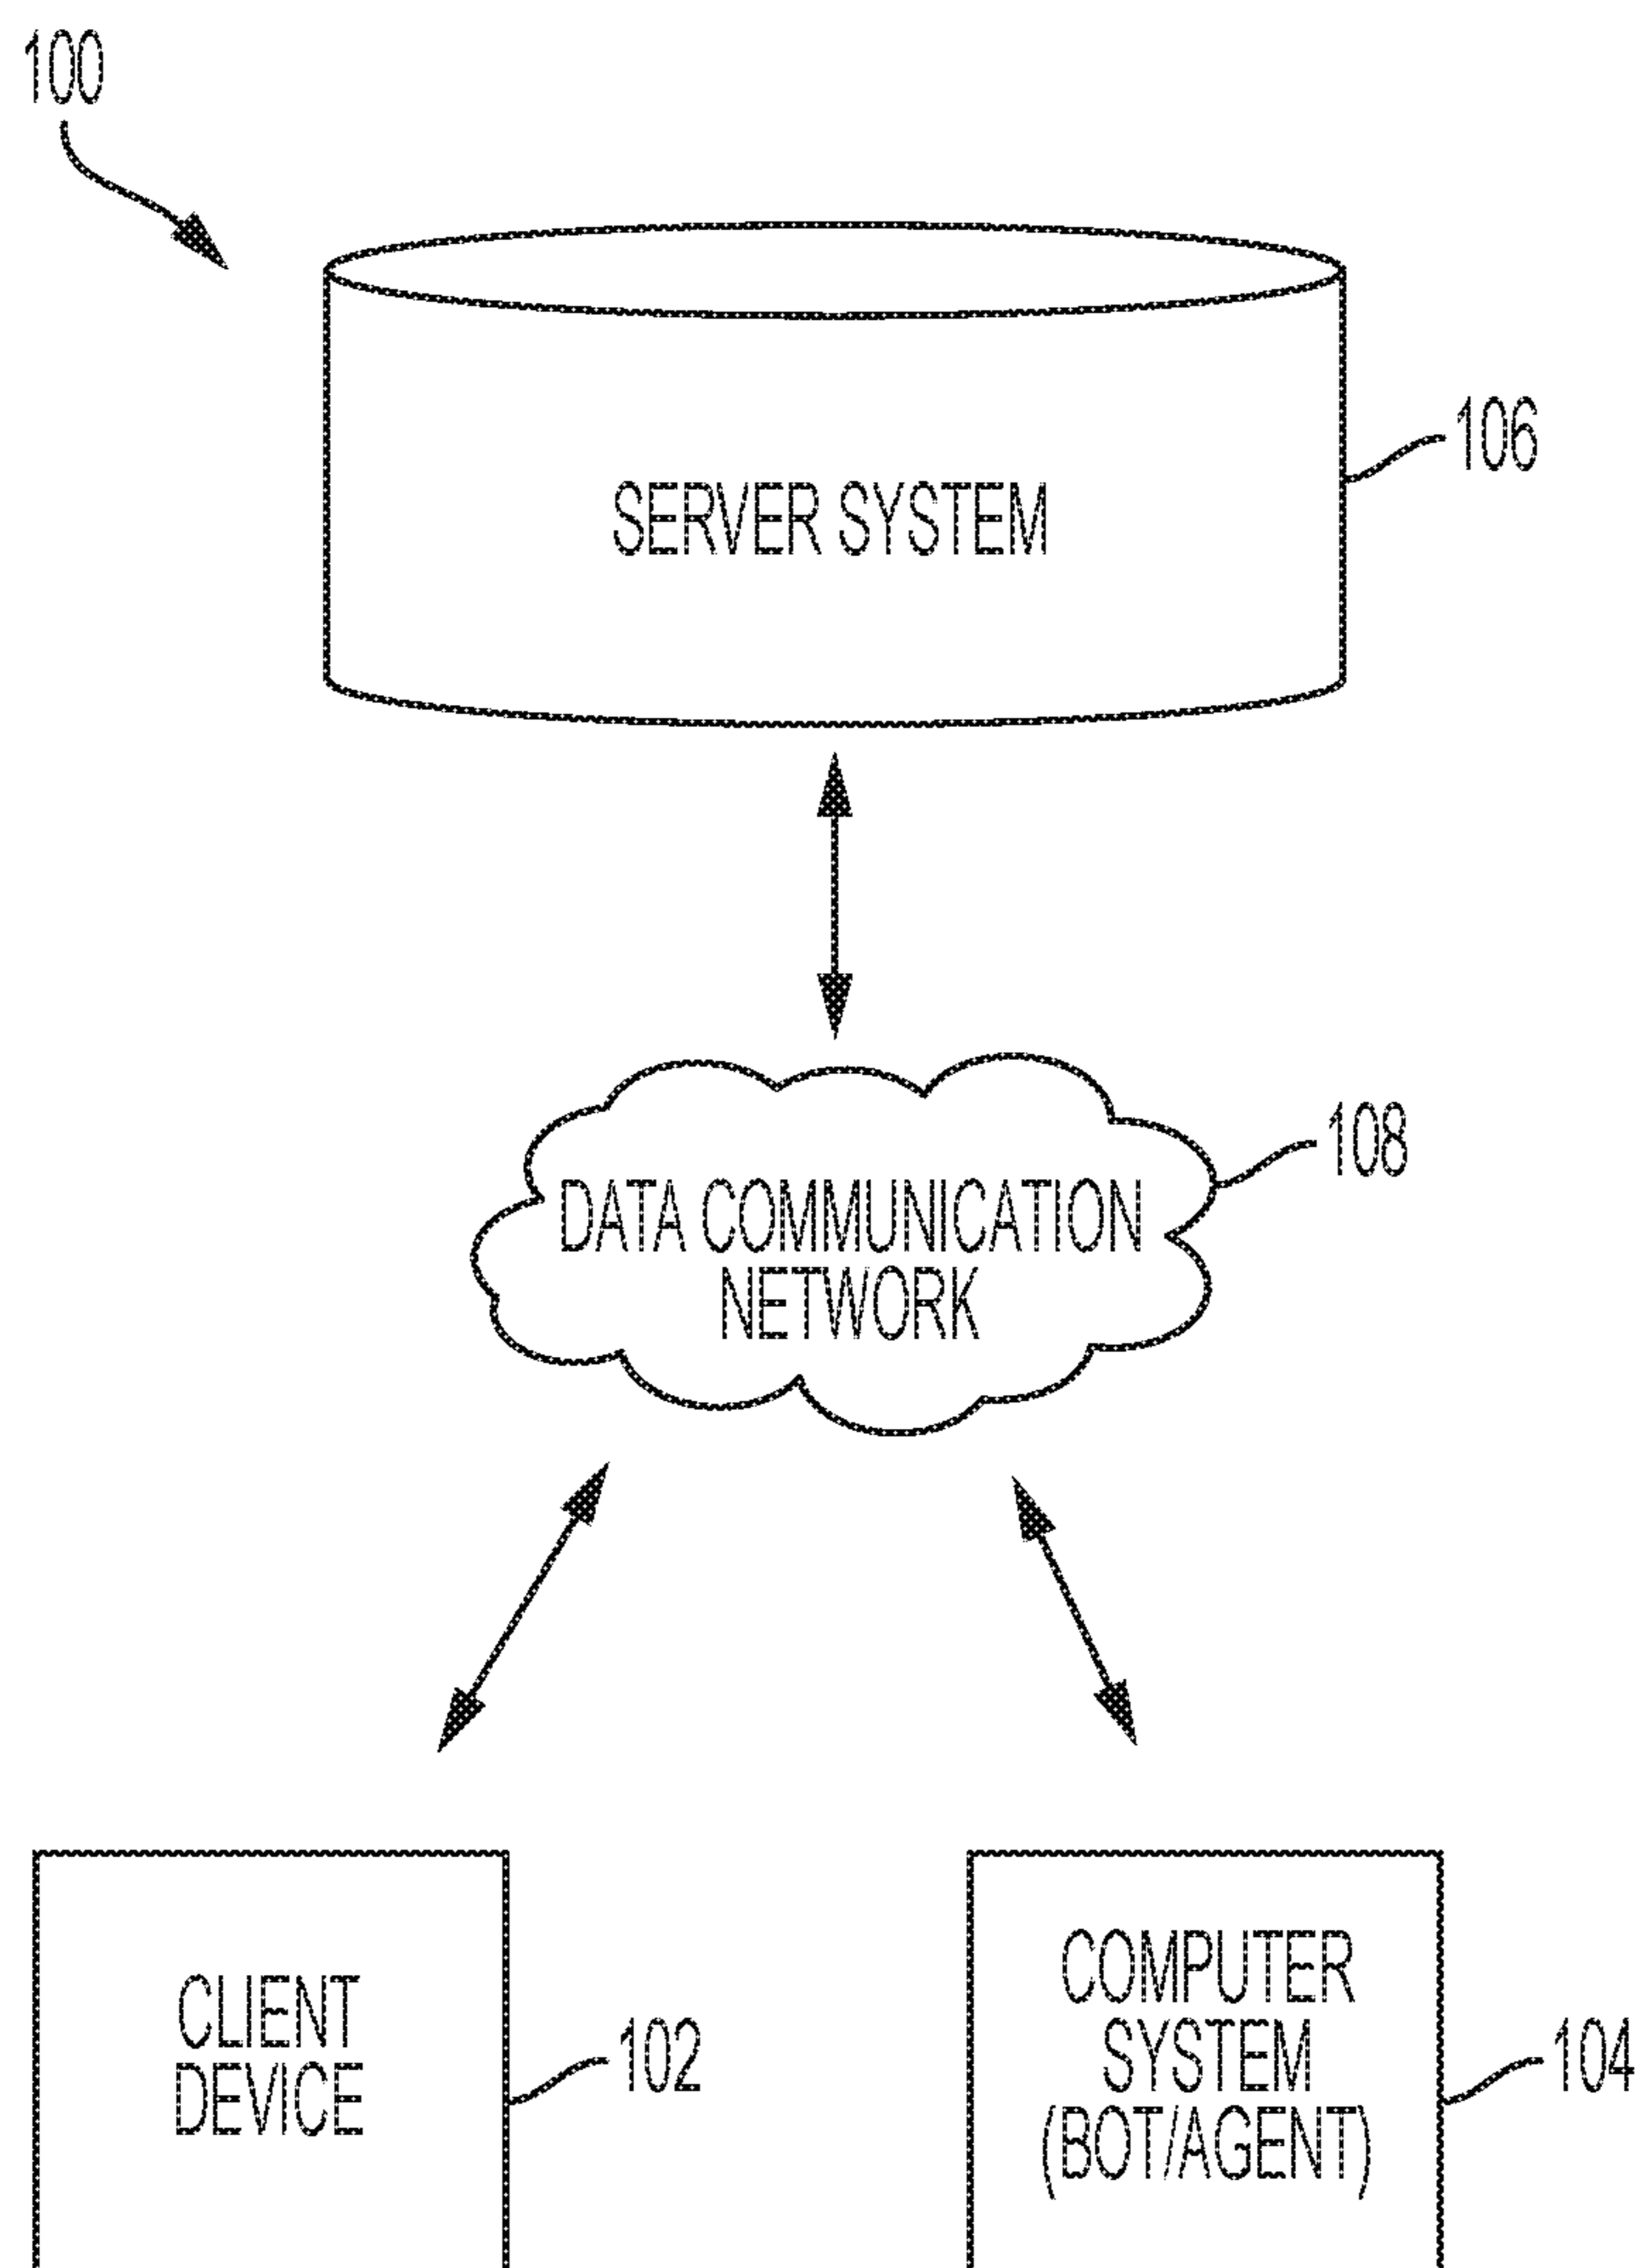 100
106
SERVER SYSTEM
108
DATA COMMUNICATION
NETWORK
CLIENT
DEVICE
102
COMPUTER
SYSTEM
(BOT/AGENT)
104